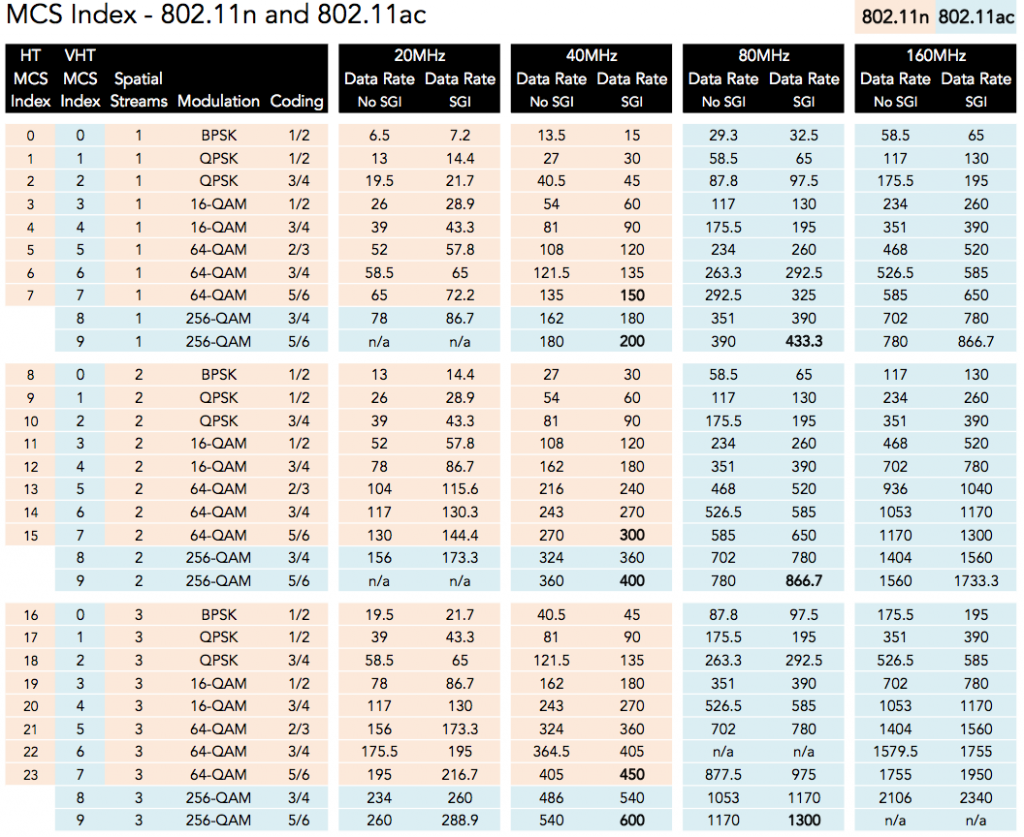 MCS Index - 802.11n and 802.11ac
802.11n 802.11ac
HT VHT 20MHz 40MHz 80MHz 160MHz
MCS MCS Spatial Data Rate Data Rate Data Rate Data Rate Data Rate Data Rate Data Rate Data Rate
Index Index Streams Modulation Coding No SGI SGI No SGI SGI No SGI SGI No SGI SGI
0 0 1 BPSK 1/2 6.5 7.2 13.5 15 29.3 32.5 58.5 65
1 1 1 QPSK 1/2 13 14.4 27 30 58.5 65 117 130
2 2 1 QPSK 3/4 19.5 21.7 40.5 45 87.8 97.5 175.5 195
3 3 1 16-QAM 1/2 26 28.9 54 60 117 130 234 260
4 4 1 16-QAM 3/4 39 43.3 81 90 175.5 195 351 390
5 5 1 64-QAM 2/3 52 57.8 108 120 234 260 468 520
6 6 1 64-QAM 3/4 58.5 65 121.5 135 263.3 292.5 526.5 585
7 7 1 64-QAM 5/6 65 72.2 135 150 292.5 325 585 650
8 1 256-QAM 3/4 78 86.7 162 180 351 390 702 780
9 1 256-QAM 5/6 n/a n/a 180 200 390 433.3 780 866.7
8 0 2 BPSK 1/2 13 14.4 27 30 58.5 65 117 130
9 1 2 QPSK 1/2 26 28.9 54 60 117 130 234 260
10 2 2 QPSK 3/4 39 43.3 81 90 175.5 195 351 390
11 3 2 16-QAM 1/2 52 57.8 108 120 234 260 468 520
12 4 2 16-QAM 3/4 78 86.7 162 180 351 390 702 780
13 5 2 64-QAM 2/3 104 115.6 216 240 468 520 936 1040
14 6 2 64-QAM 3/4 117 130.3 243 270 526.5 585 1053 1170
15 7 2 64-QAM 5/6 130 144.4 270 300 585 650 1170 1300
8 2 256-QAM 3/4 156 173.3 324 360 702 780 1404 1560
9 2 256-QAM 5/6 n/a n/a 360 400 780 866.7 1560 1733.3
16 0 3 BPSK 1/2 19.5 21.7 40.5 45 87.8 97.5 175.5 195
17 1 3 QPSK 1/2 39 43.3 81 90 175.5 195 351 390
18 2 3 QPSK 3/4 58.5 65 121.5 135 263.3 292.5 526.5 585
19 3 3 16-QAM 1/2 78 86.7 162 180 351 390 702 780
20 4 3 16-QAM 3/4 117 130 243 270 526.5 585 1053 1170
21 5 3 64-QAM 2/3 156 173.3 324 360 702 780 1404 1560
22 6 3 64-QAM 3/4 175.5 195 364.5 405 n/a n/a 1579.5 1755
23 7 3 64-QAM 5/6 195 216.7 405 450 877.5 975 1755 1950
8 3 256-QAM 3/4 234 260 486 540 1053 1170 2106 2340
9 3 256-QAM 5/6 260 288.9 540 600 1170 1300 n/a n/a